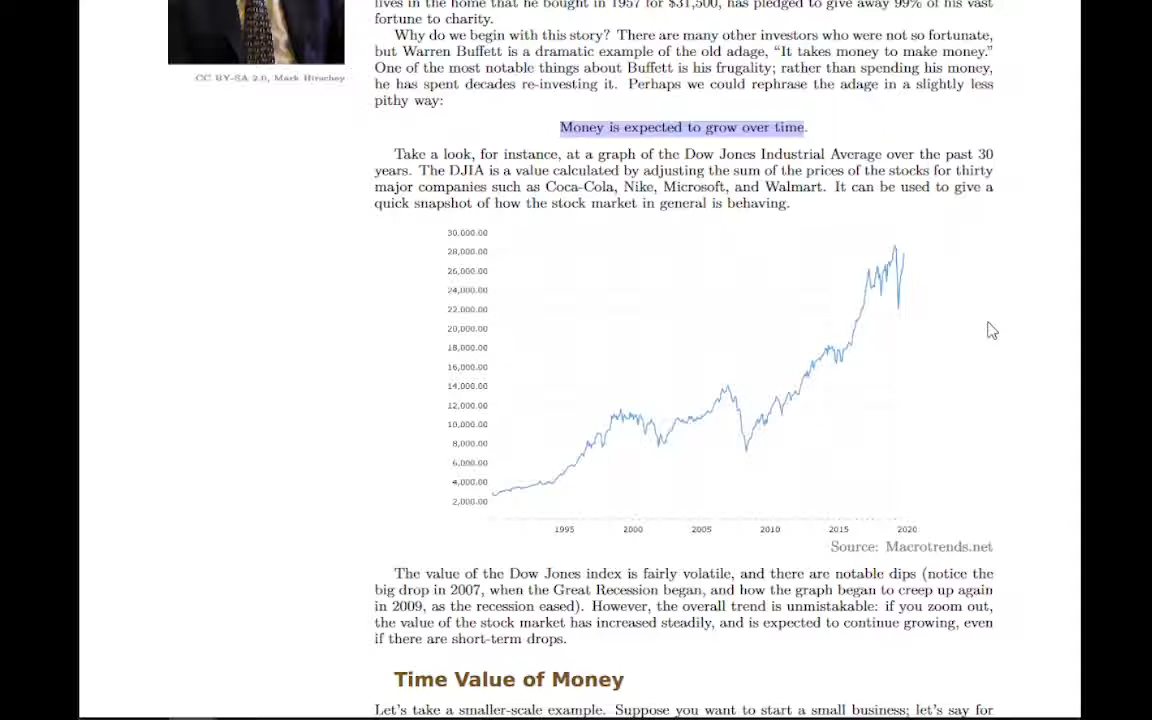 lives in the home that he bought in 1957 for $31,500, has pledged to give away 99% of his vast
fortune to charity.
CC BY-SA 2.0, Mark Hirschey
Why do we begin with this story? There are many other investors who were not so fortunate,
but Warren Buffett is a dramatic example of the old adage, “It takes money to make money.”
One of the most notable things about Buffett is his frugality; rather than spending his money,
he has spent decades re-investing it. Perhaps we could rephrase the adage in a slightly less
pithy way:
Money is expected to grow over time.
Take a look, for instance, at a graph of the Dow Jones Industrial Average over the past 30
years. The DJIA is a value calculated by adjusting the sum of the prices of the stocks for thirty
major companies such as Coca-Cola, Nike, Microsoft, and Walmart. It can be used to give a
quick snapshot of how the stock market in general is behaving.
30,000.00
28,000.00
26,000.00
24,000.00
22,000.00
20,000.00
18,000.00
16,000.00
14,000.00
12,000.00
10,000.00
8,000.00
6,000.00
4,000.00
2,000.00
1995 2000 2005 2010 2015 2020
Source: Macrotrends.net
The value of the Dow Jones index is fairly volatile, and there are notable dips (notice the
big drop in 2007, when the Great Recession began, and how the graph began to creep up again
in 2009, as the recession eased). However, the overall trend is unmistakable: if you zoom out,
the value of the stock market has increased steadily, and is expected to continue growing, even
if there are short-term drops.
Time Value of Money
Let’s take a smaller-scale example. Suppose you want to start a small business; let’s say for